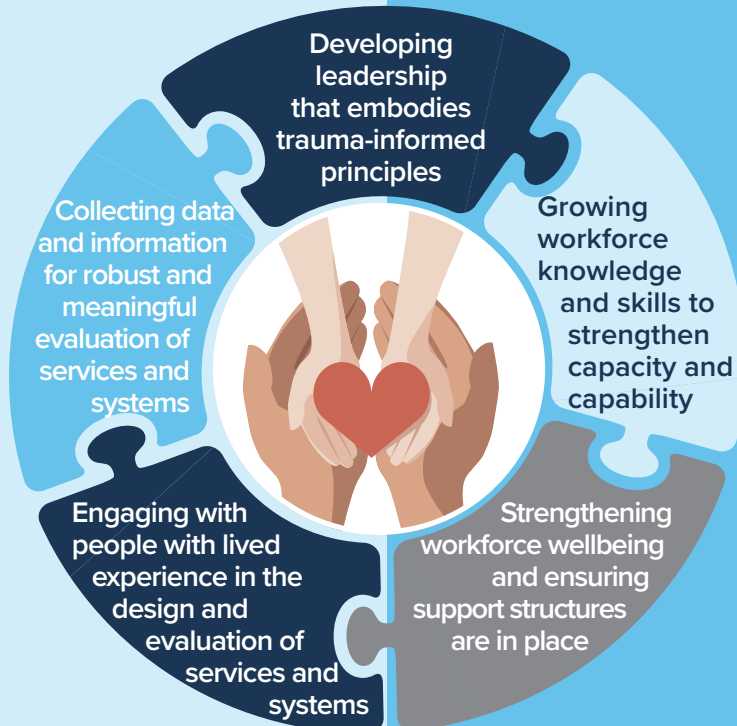 Developing
leadership
that embodies
trauma-informed
principles
Growing
workforce
knowledge
and skills to
strengthen
capacity and
capability
Strengthening
workforce wellbeing
and ensuring
support structures
are in place
Engaging with
people with lived
experience in the
design and
evaluation of
services and
systems
Collecting data
and information
for robust and
meaningful
evaluation of
services and
systems